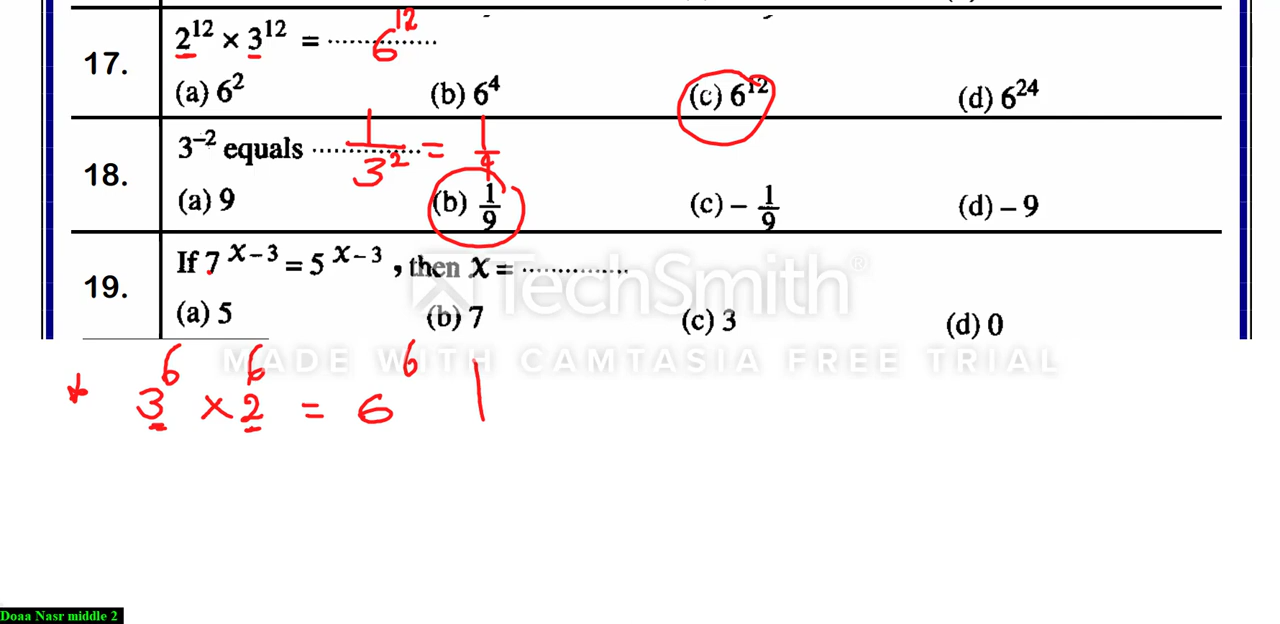 17.
2¹² × 3¹² = .................. 6¹²
(a) 6²
(b) 6⁴
(c) 6¹²
(d) 6²⁴
18.
3⁻² equals .................. 1/3² = 1/9
(a) 9
(b) 1/9
(c) – 1/9
(d) – 9
19.
If 7ˣ⁻³ = 5ˣ⁻³ , then x = ...............
(a) 5
(b) 7
(c) 3
(d) 0
TechSmith®
MADE WITH CAMTASIA FREE TRIAL
* 3⁶ × 2⁶ = 6⁶ |
Doaa Nasr middle 2